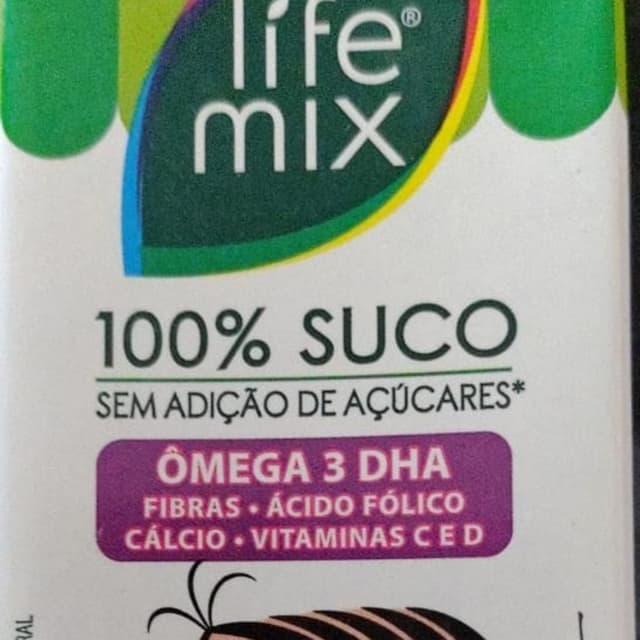 life®
mix
100% SUCO
SEM ADIÇÃO DE AÇÚCARES*
ÔMEGA 3 DHA
FIBRAS • ÁCIDO FÓLICO
CÁLCIO • VITAMINAS C E D